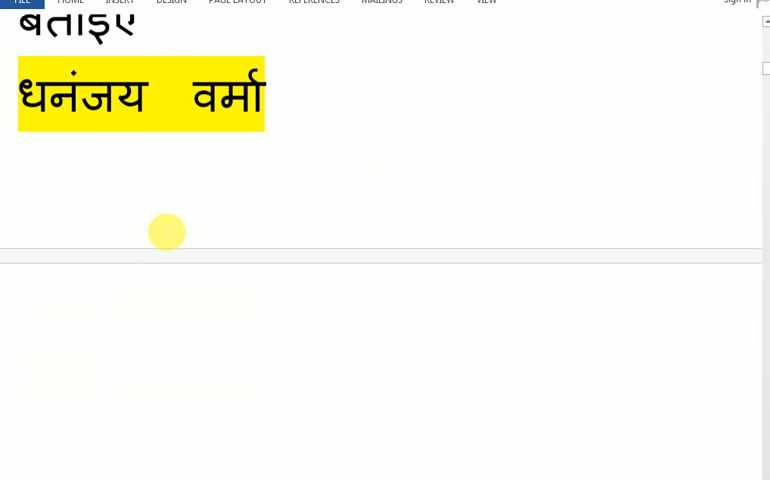 FILE HOME INSERT DESIGN PAGE LAYOUT REFERENCES MAILINGS REVIEW VIEW Sign in
बताइए
धनंजय वर्मा